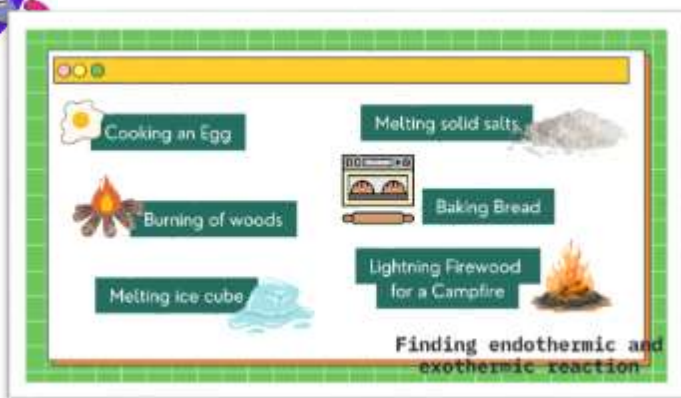 Cooking an Egg
Melting solid salts
Burning of woods
Baking Bread
Melting ice cube
Lightning Firewood
for a Campfire
Finding endothermic and
exothermic reaction